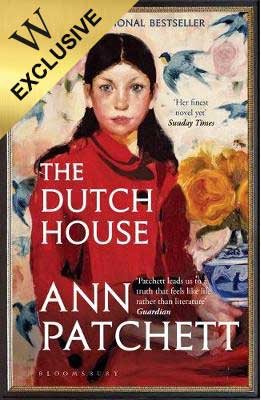 W
EXCLUSIVE
IONAL BESTSELLER
'Her finest
novel yet'
Sunday Times
THE
DUTCH
HOUSE
'Patchett leads us to a
truth that feels like life
rather than literature'
Guardian
ANN
PATCHETT
BLOOMSBURY